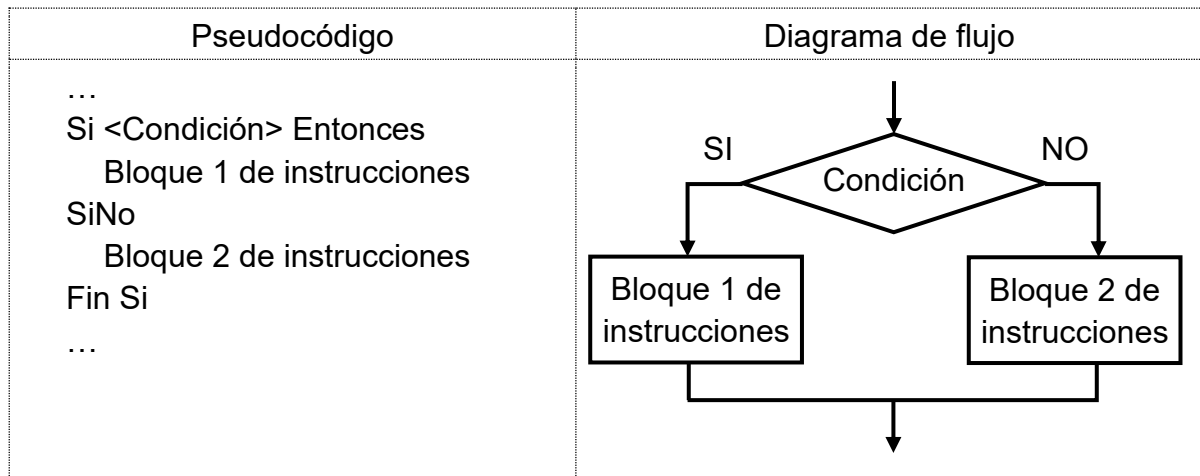 Pseudocódigo
Diagrama de flujo
…
Si <Condición> Entonces
Bloque 1 de instrucciones
SiNo
Bloque 2 de instrucciones
Fin Si
…
SI
NO
Condición
Bloque 1 de
instrucciones
Bloque 2 de
instrucciones